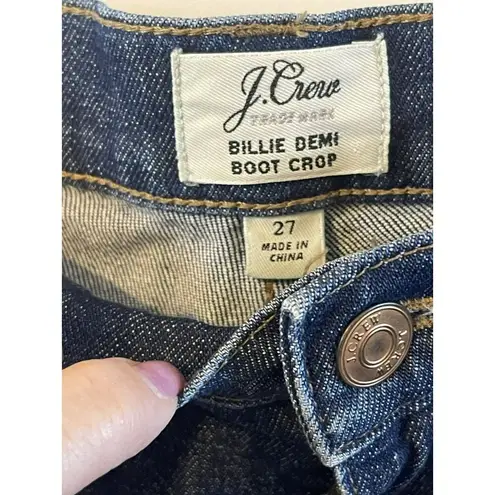 J.Crew
TRADE MARK
BILLIE DEMI
BOOT CROP
27
MADE IN
CHINA
J.CREW
J.CREW